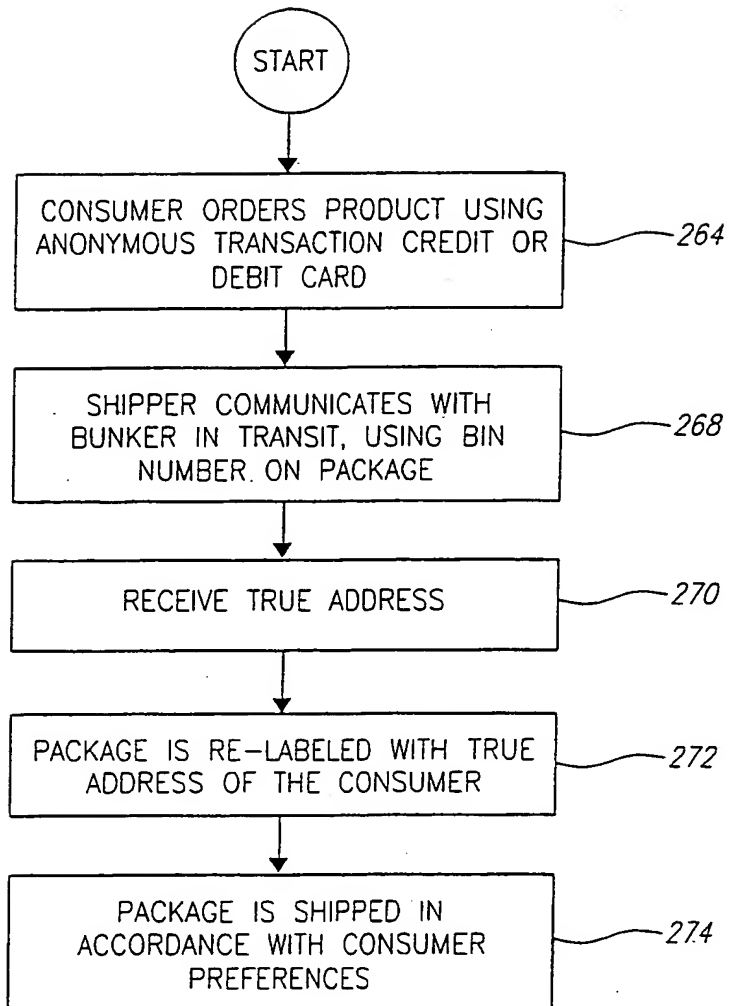 START
CONSUMER ORDERS PRODUCT USING
ANONYMOUS TRANSACTION CREDIT OR
DEBIT CARD
264
SHIPPER COMMUNICATES WITH
BUNKER IN TRANSIT, USING BIN
NUMBER ON PACKAGE
268
RECEIVE TRUE ADDRESS
270
PACKAGE IS RE-LABELED WITH TRUE
ADDRESS OF THE CONSUMER
272
PACKAGE IS SHIPPED IN
ACCORDANCE WITH CONSUMER
PREFERENCES
274